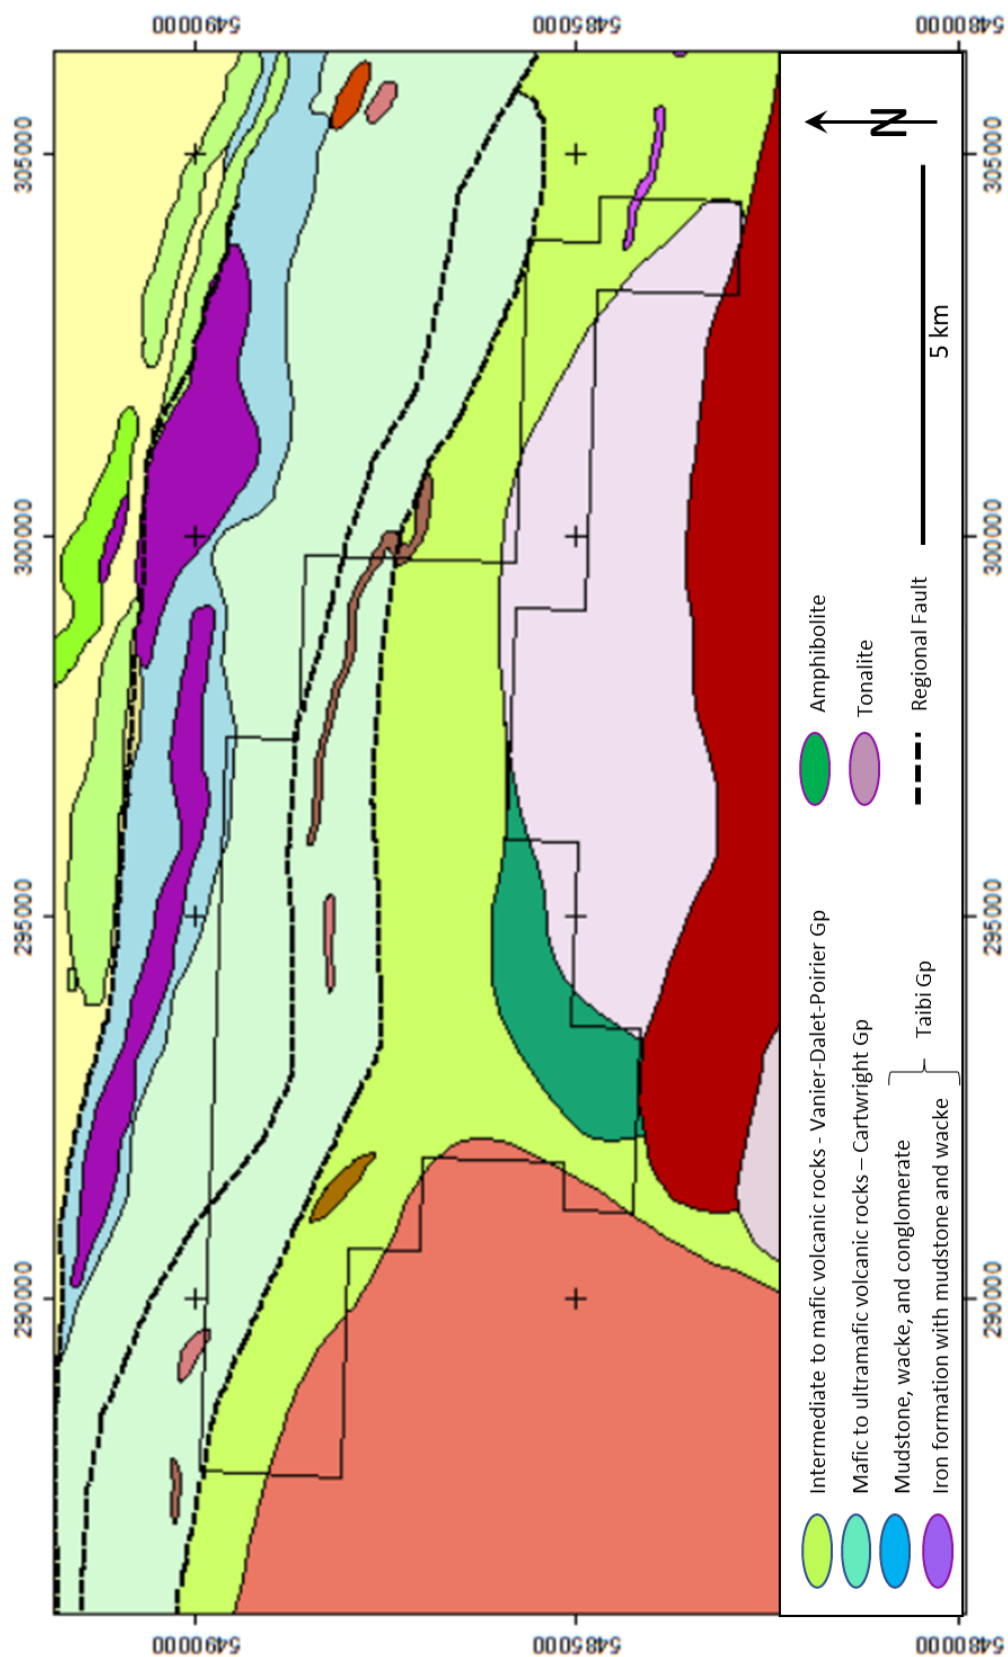 290000
295000
300000
305000
5490000
5490000
5485000
5485000
5480000
5480000
Intermediate to mafic volcanic rocks - Vanier-Dalet-Poirier Gp
Mafic to ultramafic volcanic rocks – Cartwright Gp
Mudstone, wacke, and conglomerate
Iron formation with mudstone and wacke
Taibi Gp
Amphibolite
Tonalite
Regional Fault
5 km
N
290000
295000
300000
305000